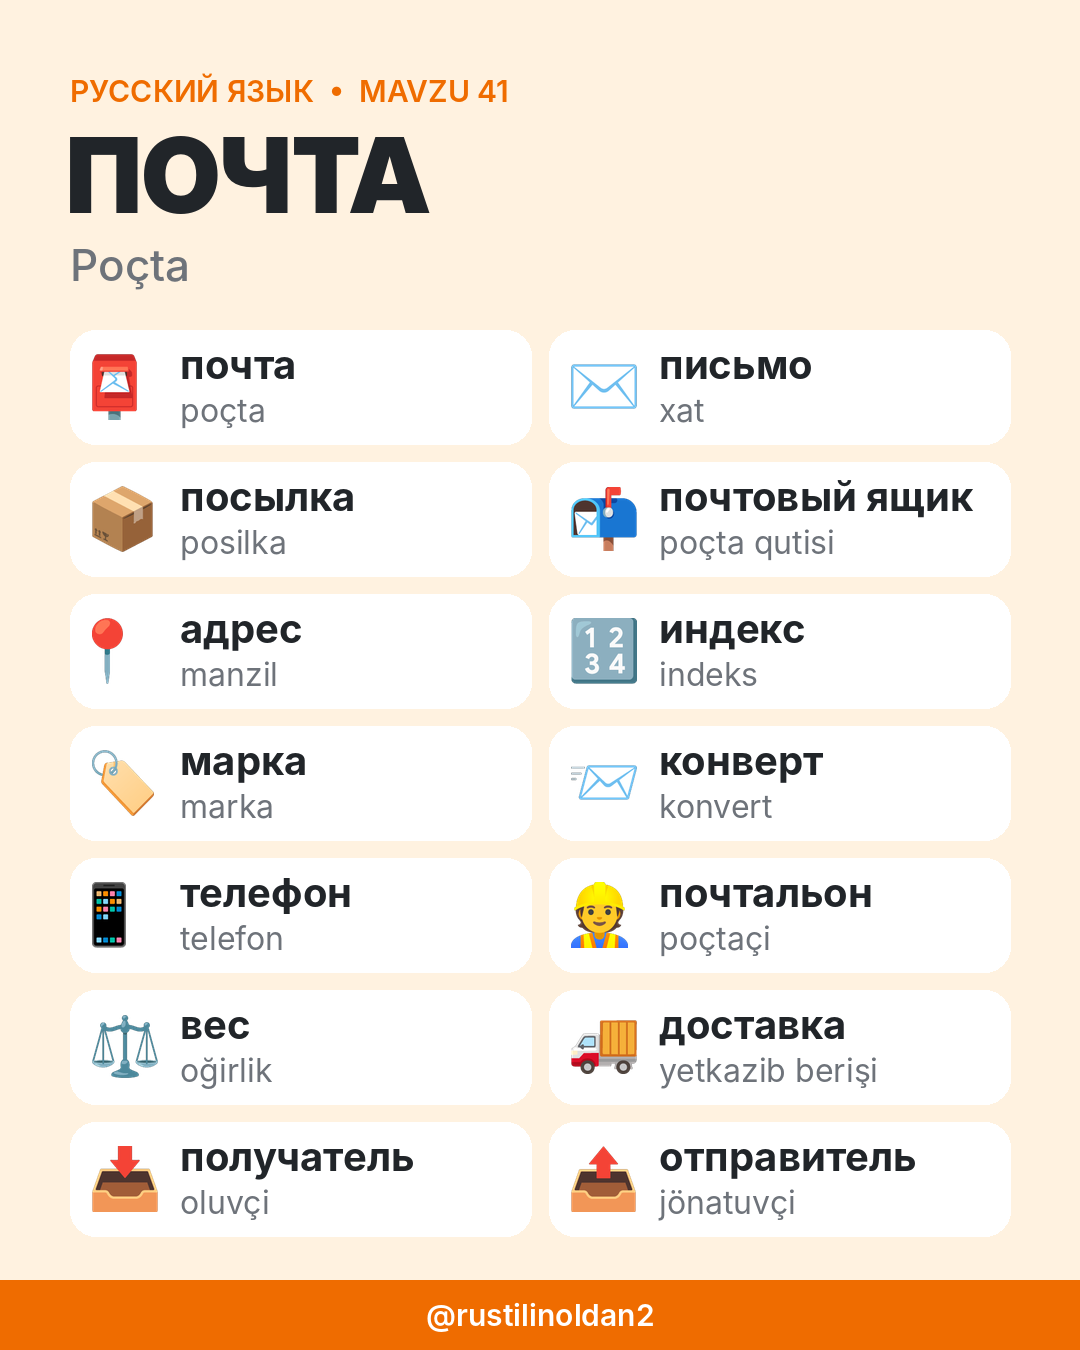 РУССКИЙ ЯЗЫК • MAVZU 41
ПОЧТА
Poçta
почта
poçta
письмо
xat
посылка
posilka
почтовый ящик
poçta qutisi
адрес
manzil
индекс
indeks
марка
marka
конверт
konvert
телефон
telefon
почтальон
poçtaçi
вес
oğirlik
доставка
yetkazib berişi
получатель
oluvçi
отправитель
jönatuvçi
@rustilinoldan2